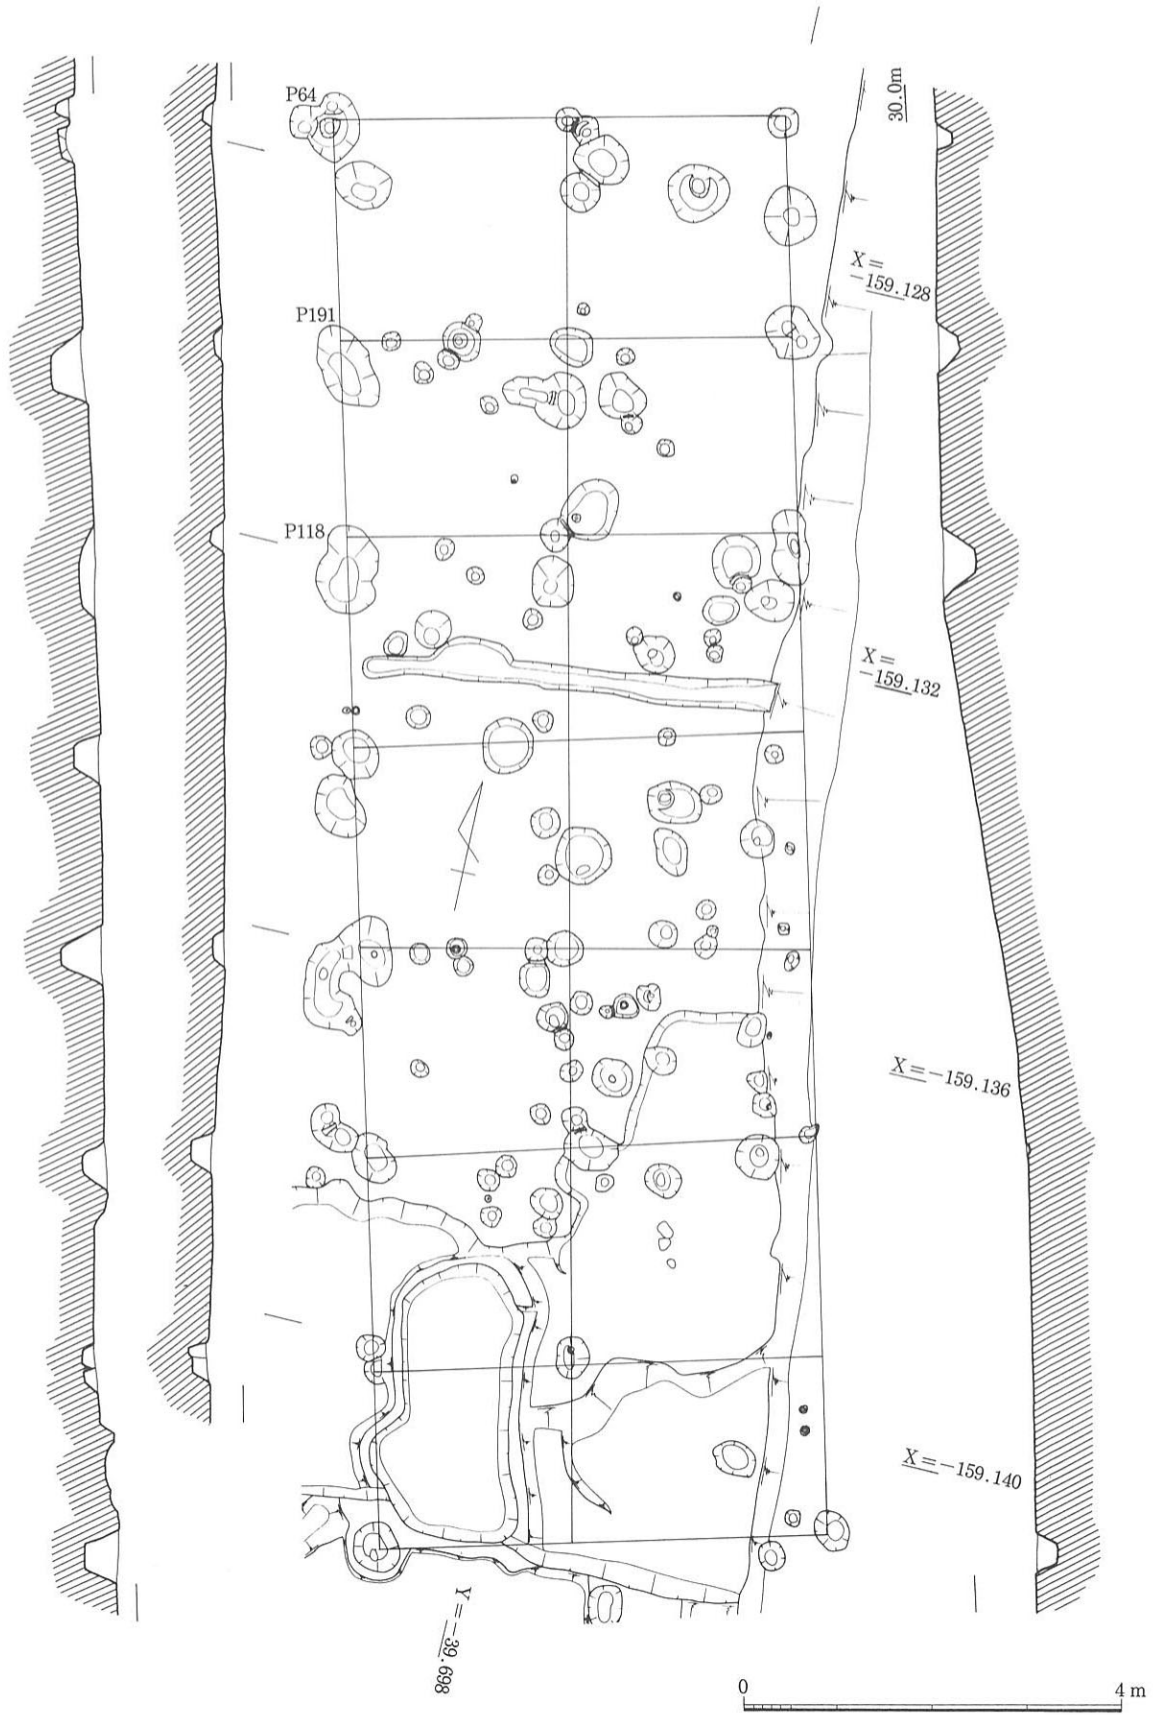 30.0m
P64
X=
-159.128
P191
P118
X=
-159.132
X=-159.136
X=-159.140
Y=-39.698
0
4 m